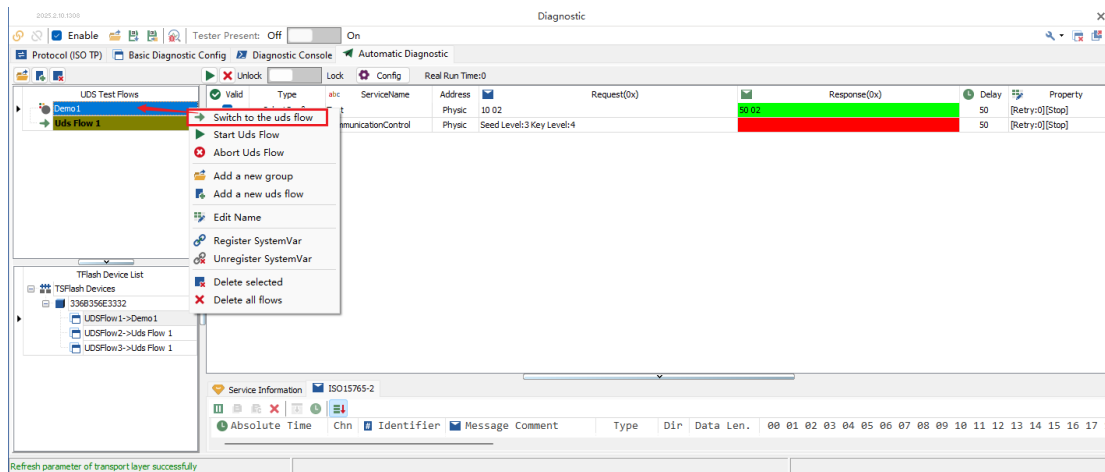 2025.2.10.1300
Diagnostic
Enable
Tester Present: Off
On
Protocol (ISO TP)
Basic Diagnostic Config
Diagnostic Console
Automatic Diagnostic
Unlock
Lock
Config
Real Run Time:0
UDS Test Flows
Valid
Type
abc
ServiceName
Address
Request(0x)
Response(0x)
Delay
Property
Demo1
Physic
10 02
50 02
50
[Retry:0][Stop]
Uds Flow 1
mmunicationControl
Physic
Seed Level:3 Key Level:4
50
[Retry:0][Stop]
Switch to the uds flow
Start Uds Flow
Abort Uds Flow
Add a new group
Add a new uds flow
Edit Name
Register SystemVar
Unregister SystemVar
Delete selected
Delete all flows
TFlash Device List
TSFlash Devices
336B356E3332
UDSFlow1->Demo1
UDSFlow2->Uds Flow 1
UDSFlow3->Uds Flow 1
Service Information
ISO15765-2
Absolute Time
Chn
Identifier
Message Comment
Type
Dir
Data Len.
00 01 02 03 04 05 06 07 08 09 10 11 12 13 14 15 16 17
Refresh parameter of transport layer successfully